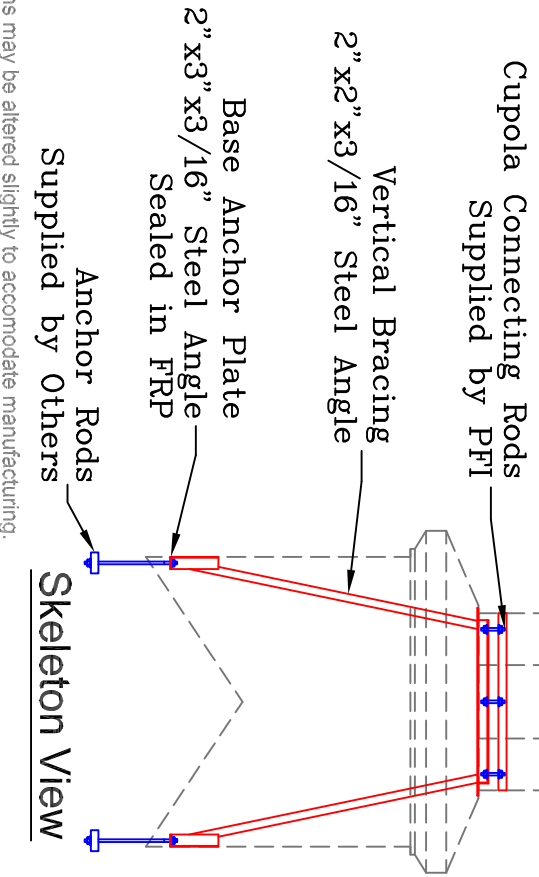 Cupola Connecting Rods
Supplied by PFI
Vertical Bracing
2"x2"x3/16" Steel Angle
Base Anchor Plate
2"x3"x3/16" Steel Angle
Sealed in FRP
Anchor Rods
Supplied by Others
Skeleton View
may be altered slightly to accomodate manufacturing.